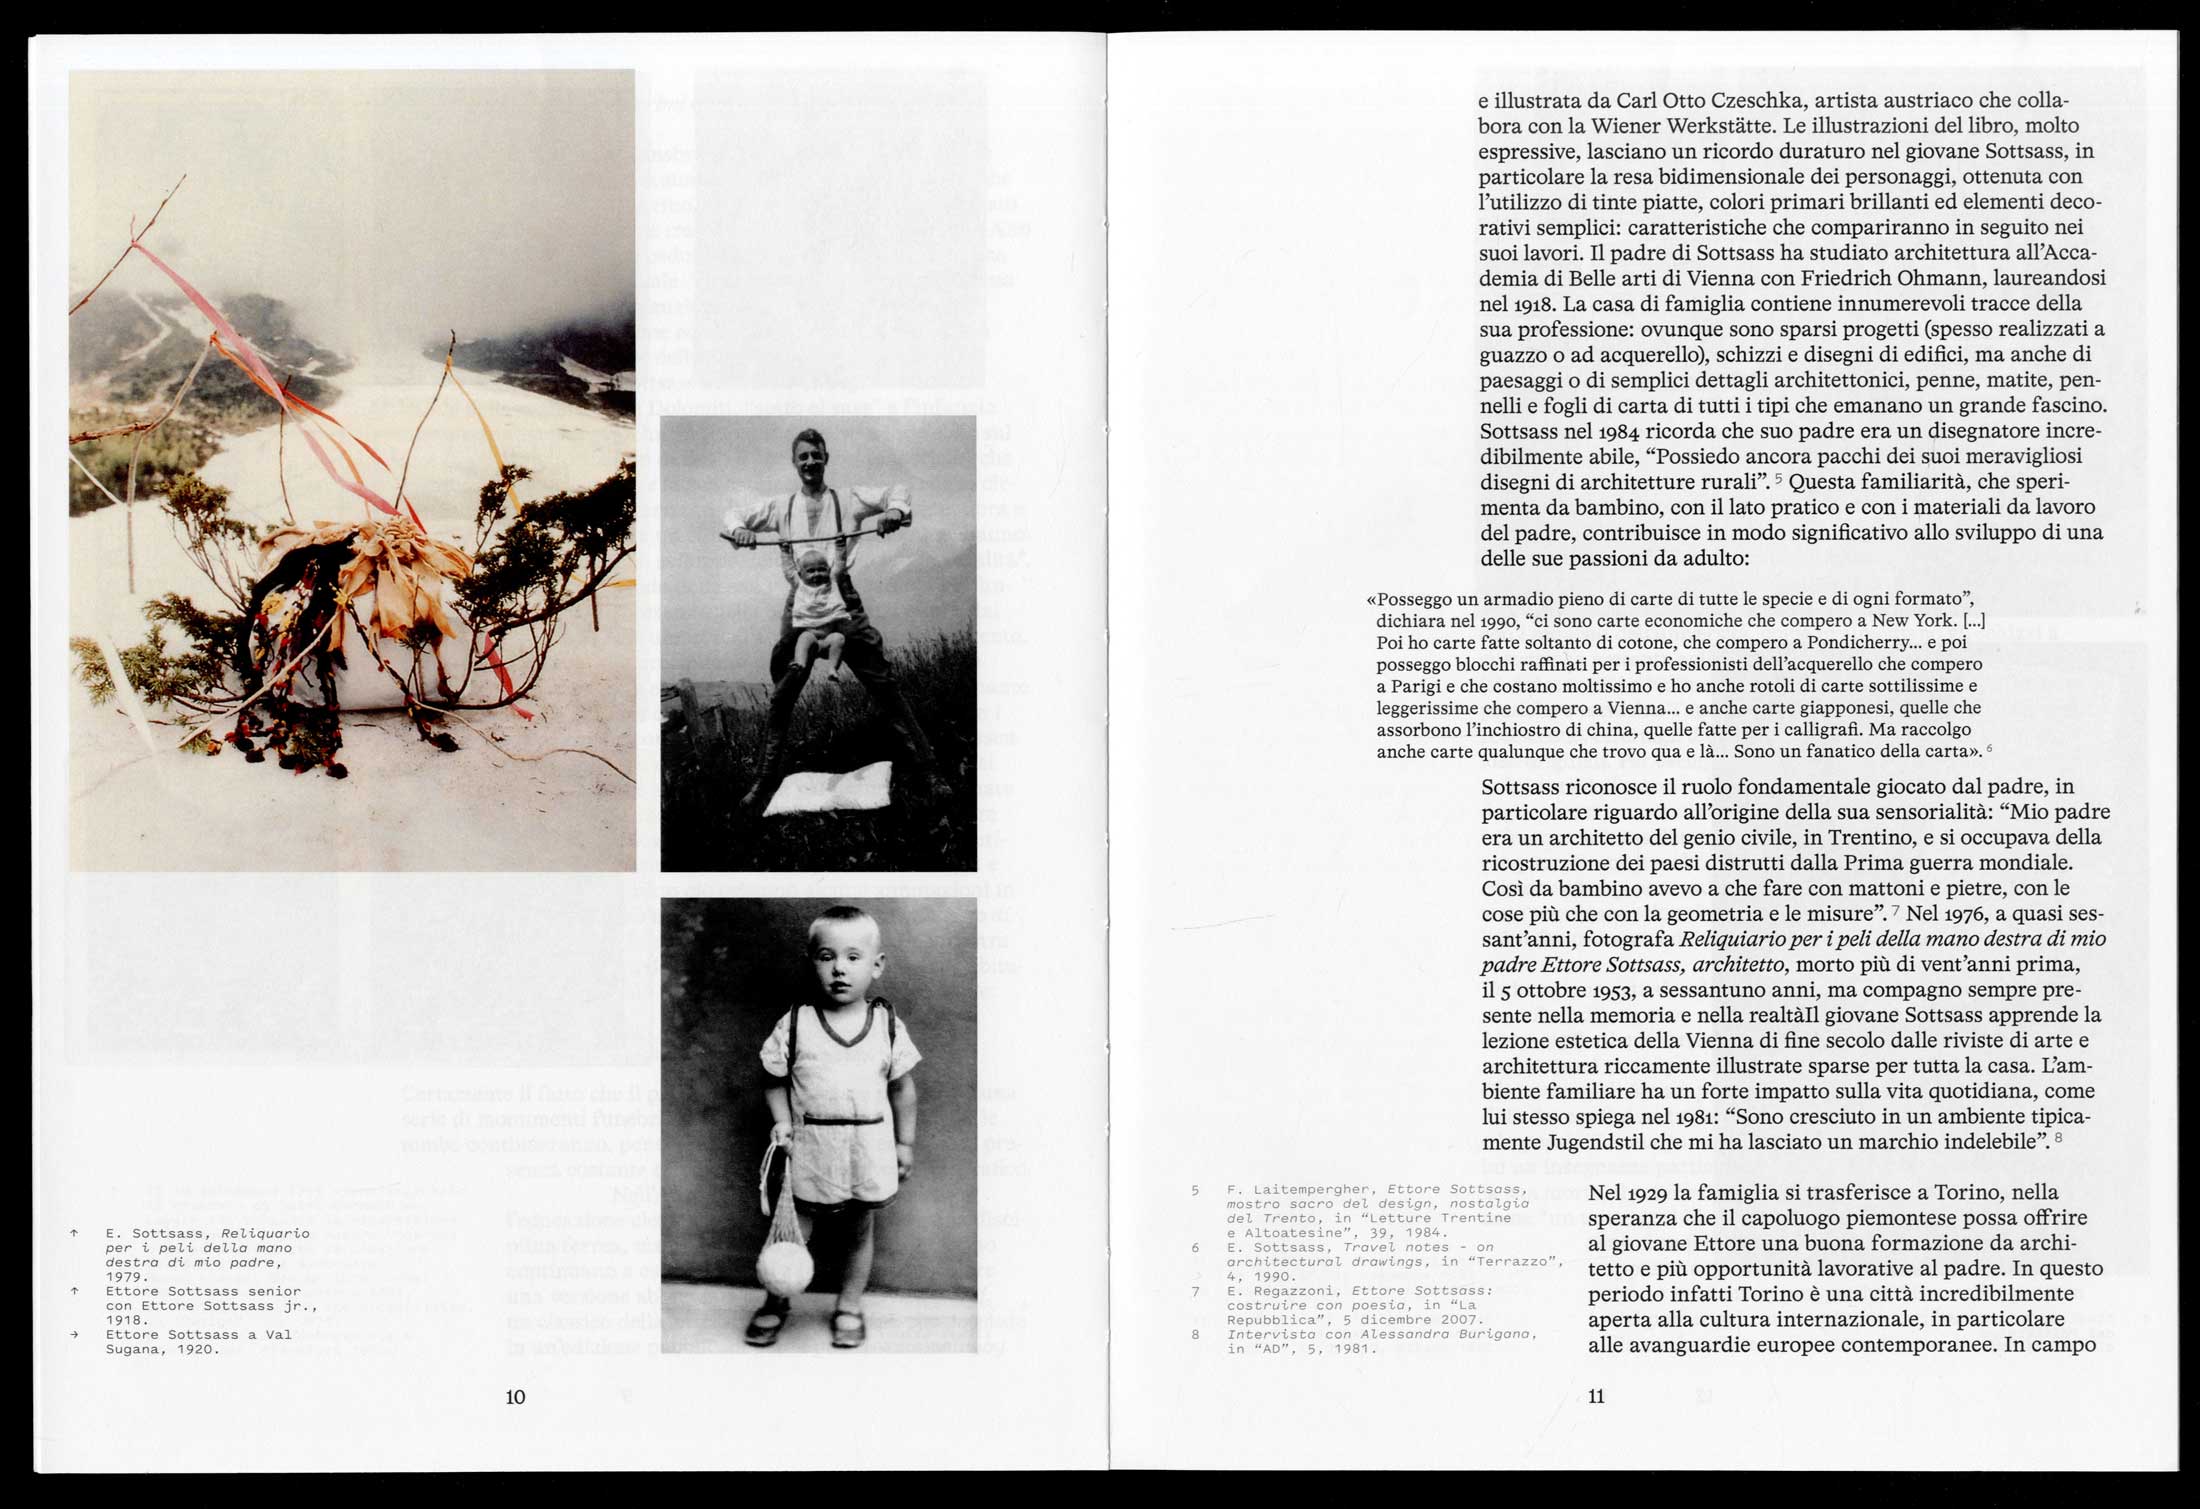 ↑ E. Sottsass, Reliquario
per i peli della mano
destra di mio padre,
1979.
↑ Ettore Sottsass senior
con Ettore Sottsass jr.,
1918.
→ Ettore Sottsass a Val
Sugana, 1920.
10
e illustrata da Carl Otto Czeschka, artista austriaco che colla-
bora con la Wiener Werkstätte. Le illustrazioni del libro, molto
espressive, lasciano un ricordo duraturo nel giovane Sottsass, in
particolare la resa bidimensionale dei personaggi, ottenuta con
l’utilizzo di tinte piatte, colori primari brillanti ed elementi deco-
rativi semplici: caratteristiche che compariranno in seguito nei
suoi lavori. Il padre di Sottsass ha studiato architettura all’Acca-
demia di Belle arti di Vienna con Friedrich Ohmann, laureandosi
nel 1918. La casa di famiglia contiene innumerevoli tracce della
sua professione: ovunque sono sparsi progetti (spesso realizzati a
guazzo o ad acquerello), schizzi e disegni di edifici, ma anche di
paesaggi o di semplici dettagli architettonici, penne, matite, pen-
nelli e fogli di carta di tutti i tipi che emanano un grande fascino.
Sottsass nel 1984 ricorda che suo padre era un disegnatore incre-
dibilmente abile, “Possiedo ancora pacchi dei suoi meravigliosi
disegni di architetture rurali”. 5 Questa familiarità, che speri-
menta da bambino, con il lato pratico e con i materiali da lavoro
del padre, contribuisce in modo significativo allo sviluppo di una
delle sue passioni da adulto:
«Posseggo un armadio pieno di carte di tutte le specie e di ogni formato”,
dichiara nel 1990, “ci sono carte economiche che compero a New York. [...]
Poi ho carte fatte soltanto di cotone, che compero a Pondicherry... e poi
posseggo blocchi raffinati per i professionisti dell’acquerello che compero
a Parigi e che costano moltissimo e ho anche rotoli di carte sottilissime e
leggerissime che compero a Vienna... e anche carte giapponesi, quelle che
assorbono l’inchiostro di china, quelle fatte per i calligrafi. Ma raccolgo
anche carte qualunque che trovo qua e là... Sono un fanatico della carta». 6
Sottsass riconosce il ruolo fondamentale giocato dal padre, in
particolare riguardo all’origine della sua sensorialità: “Mio padre
era un architetto del genio civile, in Trentino, e si occupava della
ricostruzione dei paesi distrutti dalla Prima guerra mondiale.
Così da bambino avevo a che fare con mattoni e pietre, con le
cose più che con la geometria e le misure”. 7 Nel 1976, a quasi ses-
sant’anni, fotografa Reliquiario per i peli della mano destra di mio
padre Ettore Sottsass, architetto, morto più di vent’anni prima,
il 5 ottobre 1953, a sessantuno anni, ma compagno sempre pre-
sente nella memoria e nella realtàIl giovane Sottsass apprende la
lezione estetica della Vienna di fine secolo dalle riviste di arte e
architettura riccamente illustrate sparse per tutta la casa. L’am-
biente familiare ha un forte impatto sulla vita quotidiana, come
lui stesso spiega nel 1981: “Sono cresciuto in un ambiente tipica-
mente Jugendstil che mi ha lasciato un marchio indelebile”. 8
Nel 1929 la famiglia si trasferisce a Torino, nella
speranza che il capoluogo piemontese possa offrire
al giovane Ettore una buona formazione da archi-
tetto e più opportunità lavorative al padre. In questo
periodo infatti Torino è una città incredibilmente
aperta alla cultura internazionale, in particolare
alle avanguardie europee contemporanee. In campo
5 F. Laitempergher, Ettore Sottsass,
mostro sacro del design, nostalgia
del Trento, in “Letture Trentine
e Altoatesine”, 39, 1984.
6 E. Sottsass, Travel notes - on
architectural drawings, in “Terrazzo”,
4, 1990.
7 E. Regazzoni, Ettore Sottsass:
costruire con poesia, in “La
Repubblica”, 5 dicembre 2007.
8 Intervista con Alessandra Burigana,
in “AD”, 5, 1981.
11